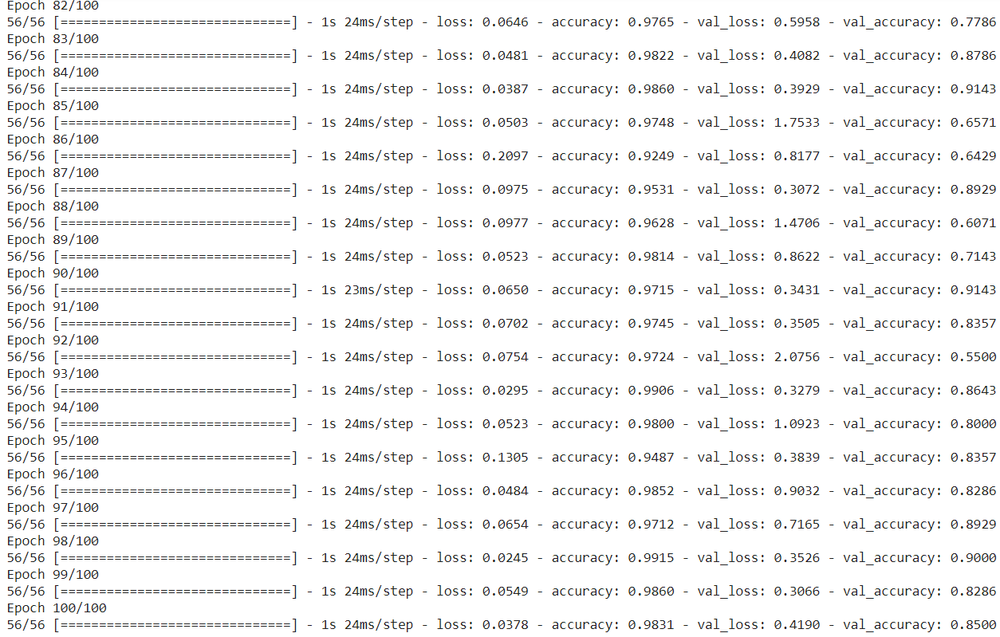 Epoch 82/100
56/56 [==============================] - 1s 24ms/step - loss: 0.0646 - accuracy: 0.9765 - val_loss: 0.5958 - val_accuracy: 0.7786
Epoch 83/100
56/56 [==============================] - 1s 24ms/step - loss: 0.0481 - accuracy: 0.9822 - val_loss: 0.4082 - val_accuracy: 0.8786
Epoch 84/100
56/56 [==============================] - 1s 24ms/step - loss: 0.0387 - accuracy: 0.9860 - val_loss: 0.3929 - val_accuracy: 0.9143
Epoch 85/100
56/56 [==============================] - 1s 24ms/step - loss: 0.0503 - accuracy: 0.9748 - val_loss: 1.7533 - val_accuracy: 0.6571
Epoch 86/100
56/56 [==============================] - 1s 24ms/step - loss: 0.2097 - accuracy: 0.9249 - val_loss: 0.8177 - val_accuracy: 0.6429
Epoch 87/100
56/56 [==============================] - 1s 24ms/step - loss: 0.0975 - accuracy: 0.9531 - val_loss: 0.3072 - val_accuracy: 0.8929
Epoch 88/100
56/56 [==============================] - 1s 24ms/step - loss: 0.0977 - accuracy: 0.9628 - val_loss: 1.4706 - val_accuracy: 0.6071
Epoch 89/100
56/56 [==============================] - 1s 24ms/step - loss: 0.0523 - accuracy: 0.9814 - val_loss: 0.8622 - val_accuracy: 0.7143
Epoch 90/100
56/56 [==============================] - 1s 23ms/step - loss: 0.0650 - accuracy: 0.9715 - val_loss: 0.3431 - val_accuracy: 0.9143
Epoch 91/100
56/56 [==============================] - 1s 24ms/step - loss: 0.0702 - accuracy: 0.9745 - val_loss: 0.3505 - val_accuracy: 0.8357
Epoch 92/100
56/56 [==============================] - 1s 24ms/step - loss: 0.0754 - accuracy: 0.9724 - val_loss: 2.0756 - val_accuracy: 0.5500
Epoch 93/100
56/56 [==============================] - 1s 24ms/step - loss: 0.0295 - accuracy: 0.9906 - val_loss: 0.3279 - val_accuracy: 0.8643
Epoch 94/100
56/56 [==============================] - 1s 24ms/step - loss: 0.0523 - accuracy: 0.9800 - val_loss: 1.0923 - val_accuracy: 0.8000
Epoch 95/100
56/56 [==============================] - 1s 24ms/step - loss: 0.1305 - accuracy: 0.9487 - val_loss: 0.3839 - val_accuracy: 0.8357
Epoch 96/100
56/56 [==============================] - 1s 24ms/step - loss: 0.0484 - accuracy: 0.9852 - val_loss: 0.9032 - val_accuracy: 0.8286
Epoch 97/100
56/56 [==============================] - 1s 24ms/step - loss: 0.0654 - accuracy: 0.9712 - val_loss: 0.7165 - val_accuracy: 0.8929
Epoch 98/100
56/56 [==============================] - 1s 24ms/step - loss: 0.0245 - accuracy: 0.9915 - val_loss: 0.3526 - val_accuracy: 0.9000
Epoch 99/100
56/56 [==============================] - 1s 24ms/step - loss: 0.0549 - accuracy: 0.9860 - val_loss: 0.3066 - val_accuracy: 0.8286
Epoch 100/100
56/56 [==============================] - 1s 24ms/step - loss: 0.0378 - accuracy: 0.9831 - val_loss: 0.4190 - val_accuracy: 0.8500